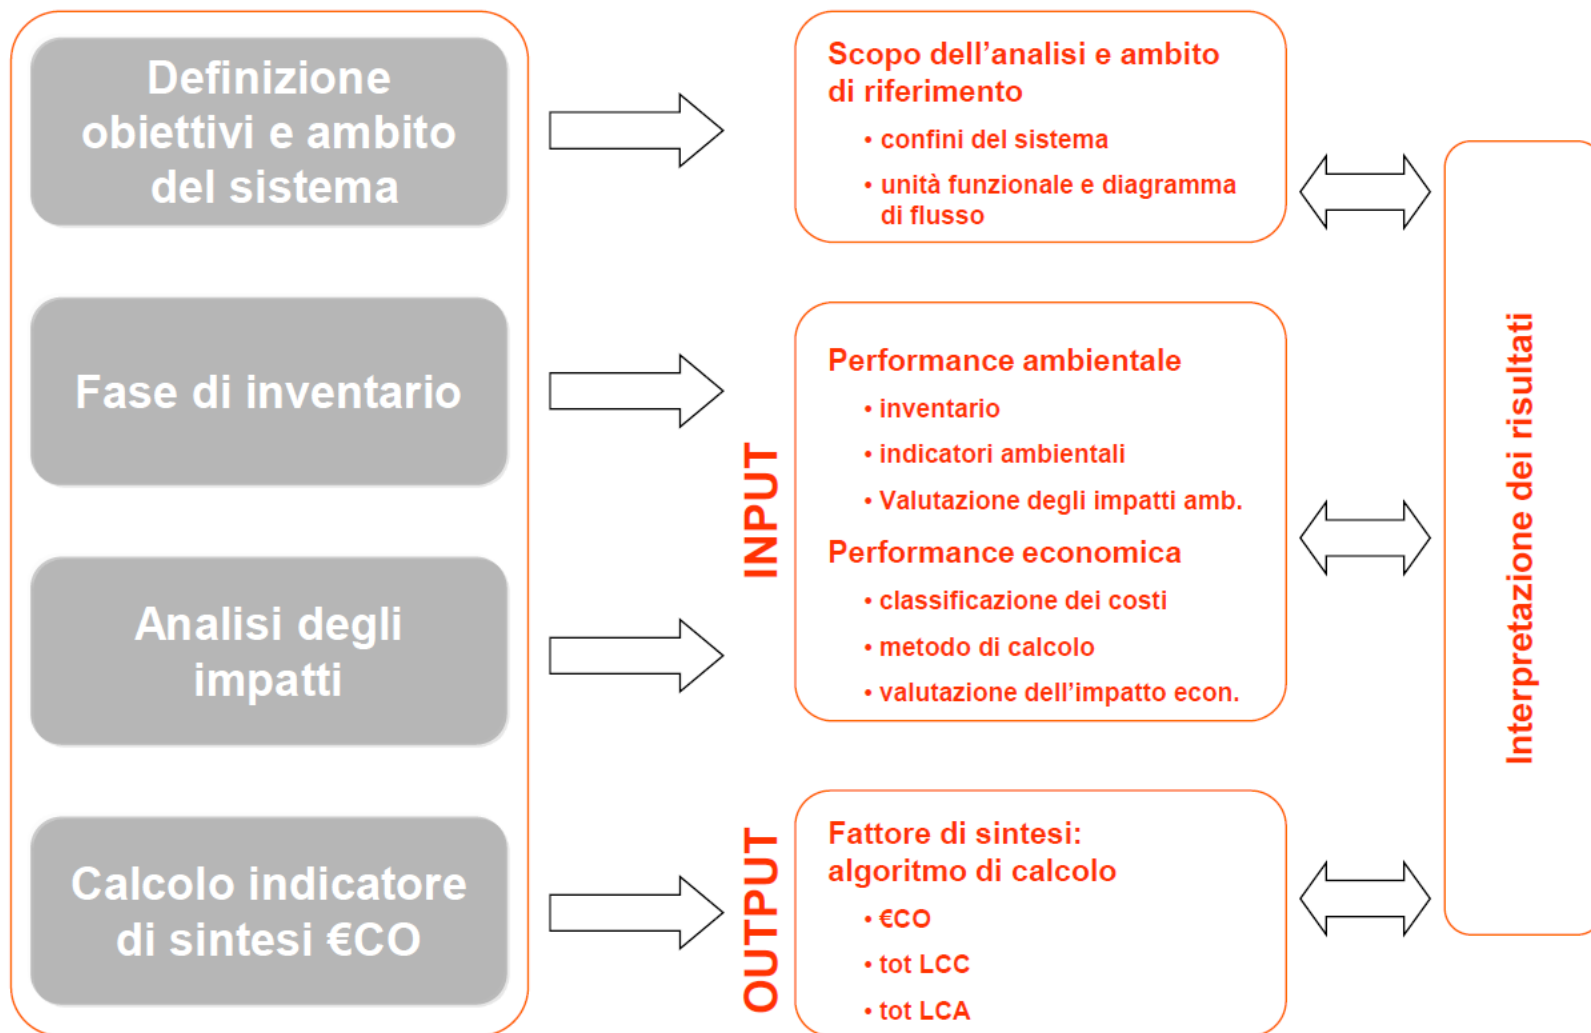 Definizione
obiettivi e ambito
del sistema
Fase di inventario
Analisi degli
impatti
Calcolo indicatore
di sintesi €CO
Scopo dell'analisi e ambito
di riferimento
• confini del sistema
• unità funzionale e diagramma
di flusso
INPUT
Performance ambientale
• inventario
• indicatori ambientali
• Valutazione degli impatti amb.
Performance economica
• classificazione dei costi
• metodo di calcolo
• valutazione dell'impatto econ.
OUTPUT
Fattore di sintesi:
algoritmo di calcolo
• €CO
• tot LCC
• tot LCA
Interpretazione dei risultati